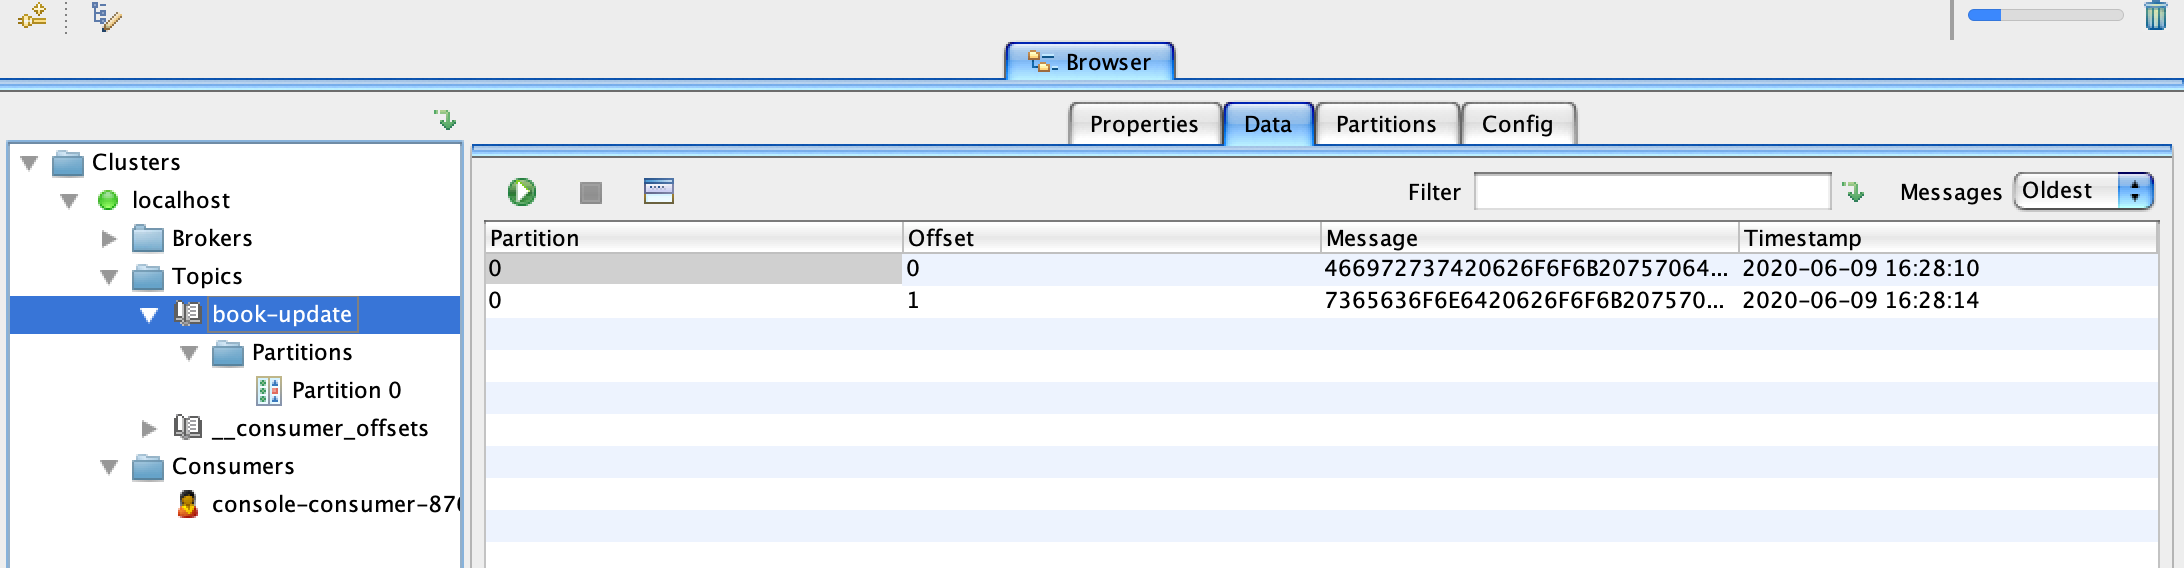 Browser
Properties Data Partitions Config
Clusters
localhost
Brokers
Topics
book-update
Partitions
Partition 0
__consumer_offsets
Consumers
console-consumer-876
Filter Messages Oldest
Partition Offset Message Timestamp
0 0 466972737420626F6F6B20757064... 2020-06-09 16:28:10
0 1 7365636F6E6420626F6F6B207570... 2020-06-09 16:28:14